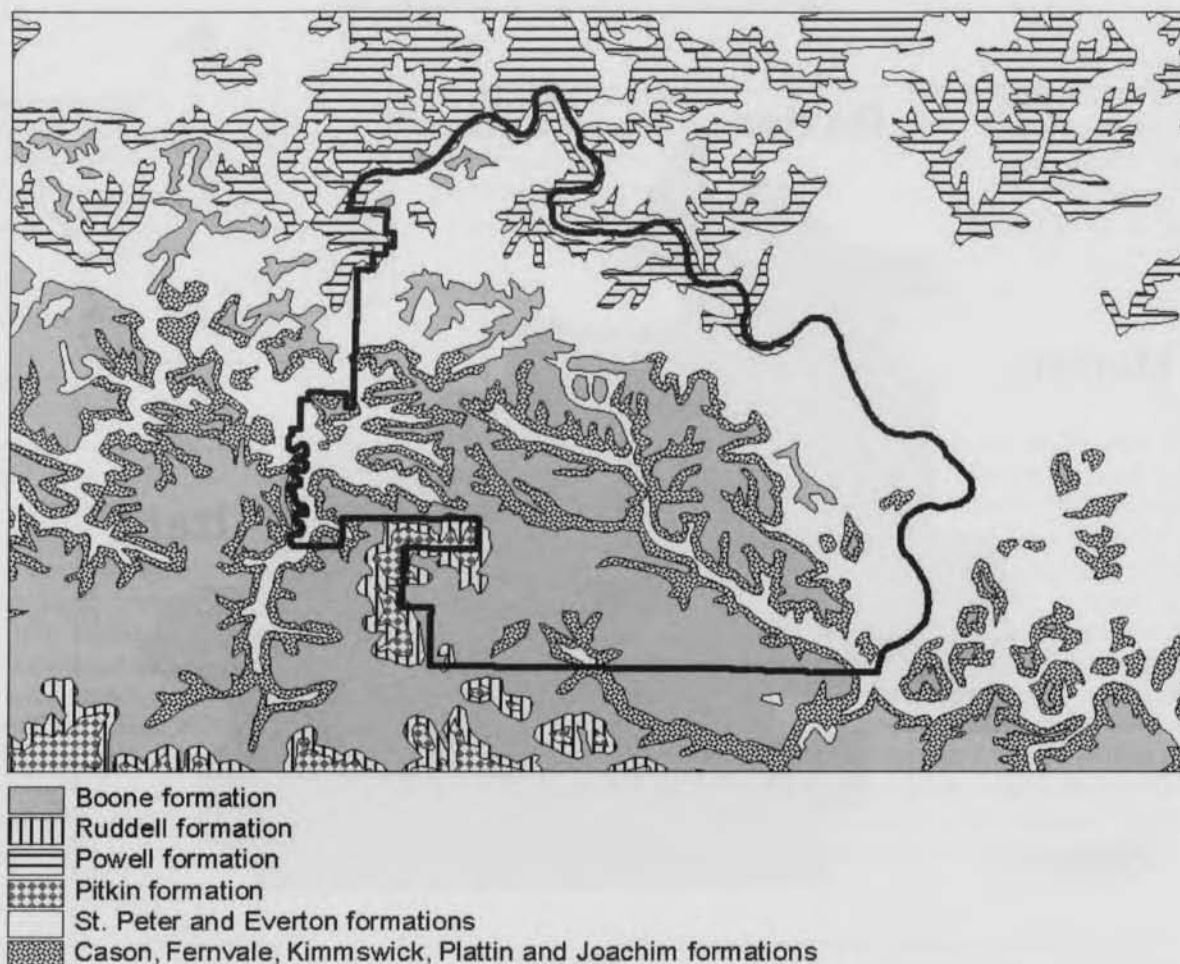 Boone formation
Ruddell formation
Powell formation
Pitkin formation
St. Peter and Everton formations
Cason, Fernvale, Kimmswick, Plattin and Joachim formations